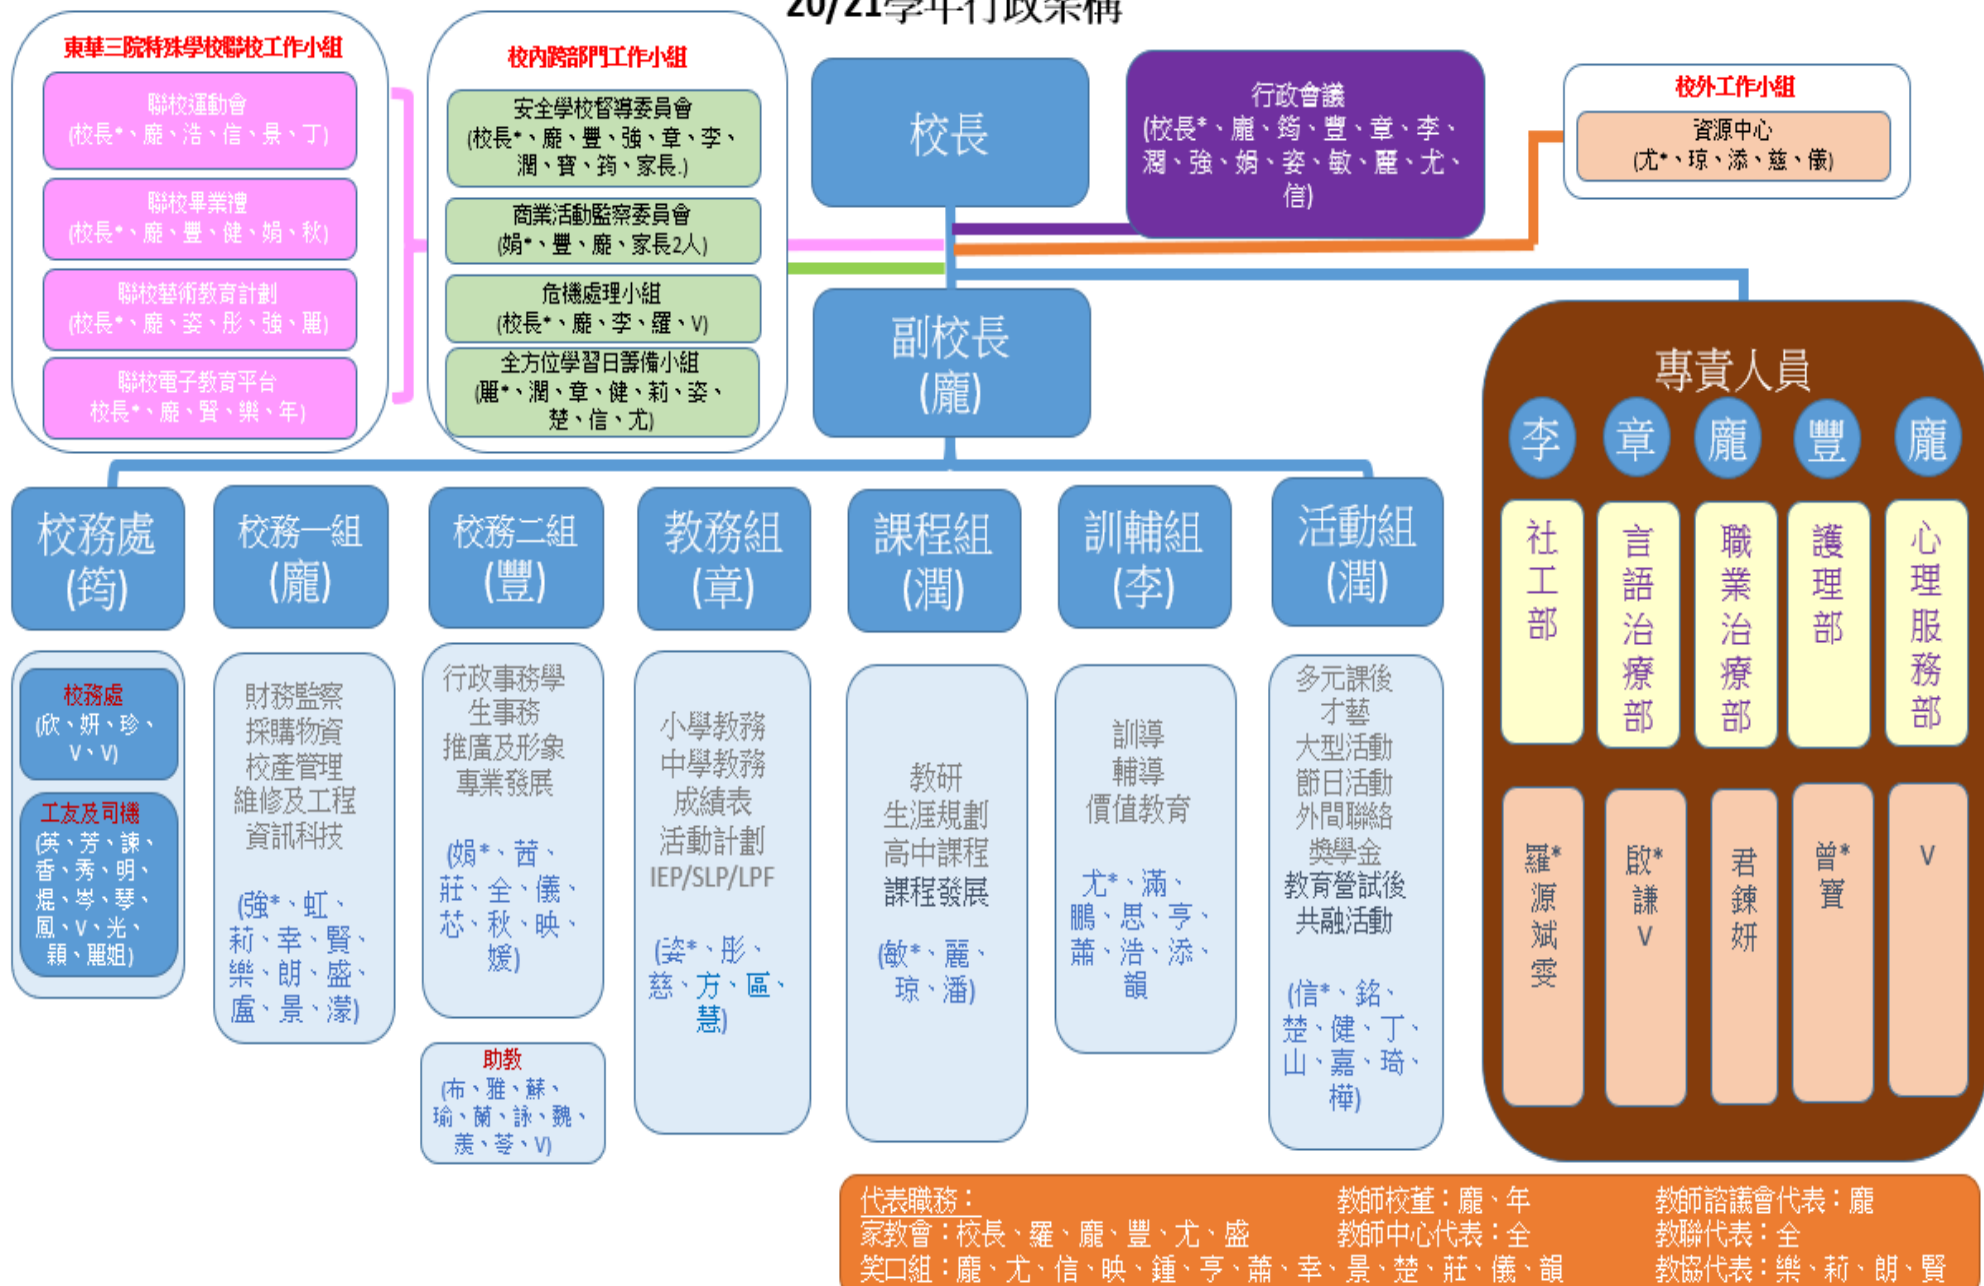 20/21學年行政架構
東華三院特殊學校聯校工作小組
聯校運動會
(校長*、龐、浩、信、景、丁)
聯校畢業禮
(校長*、龐、豐、健、娟、秋)
聯校藝術教育計劃
(校長*、龐、姿、彤、強、麗)
聯校電子教育平台
校長*、龐、賢、樂、年)
校內跨部門工作小組
安全學校督導委員會
(校長*、龐、豐、強、章、李、
潤、寶、筠、家長.)
商業活動監察委員會
(娟*、豐、龐、家長2人)
危機處理小組
(校長*、龐、李、羅、V)
全方位學習日籌備小組
(麗*、潤、章、健、莉、姿、
楚、信、尤)
校長
行政會議
(校長*、龐、筠、豐、章、李、
潤、強、娟、姿、敏、麗、尤、
信)
校外工作小組
資源中心
(尤*、琼、添、慈、儀)
副校長
(龐)
專責人員
李
章
龐
豐
龐
社工部
言語治療部
職業治療部
護理部
心理服務部
羅*源斌雯
啟*謙V
君鍊妍
曾*寶
V
校務處
(筠)
校務處
(欣、妍、珍、
V、V)
工友及司機
(英、芳、諫、
香、秀、明、
焜、岑、琴、
鳳、V、光、
穎、麗姐)
校務一組
(龐)
財務監察
採購物資
校產管理
維修及工程
資訊科技
(強*、虹、
莉、幸、賢、
樂、朗、盛、
盧、景、濛)
校務二組
(豐)
行政事務學
生事務
推廣及形象
專業發展
(娟*、茜、
莊、全、儀、
芯、秋、映、
媛)
助教
(布、雅、蘇、
瑜、蘭、詠、魏、
羨、苓、V)
教務組
(章)
小學教務
中學教務
成績表
活動計劃
IEP/SLP/LPF
(姿*、彤、
慈、方、區、
慧)
課程組
(潤)
教研
生涯規劃
高中課程
課程發展
(敏*、麗、
琼、潘)
訓輔組
(李)
訓導
輔導
價值教育
尤*、滿、
鵬、思、亨、
蕭、浩、添、
韻
活動組
(潤)
多元課後
才藝
大型活動
節日活動
外間聯絡
獎學金
教育營試後
共融活動
(信*、銘、
楚、健、丁、
山、嘉、琦、
樺)
代表職務：
教師校董：龐、年
教師諮議會代表：龐
家教會：校長、羅、龐、豐、尤、盛
教師中心代表：全
教聯代表：全
笑口組：龐、尤、信、映、鍾、亨、蕭、幸、景、楚、莊、儀、韻
教協代表：樂、莉、朗、賢